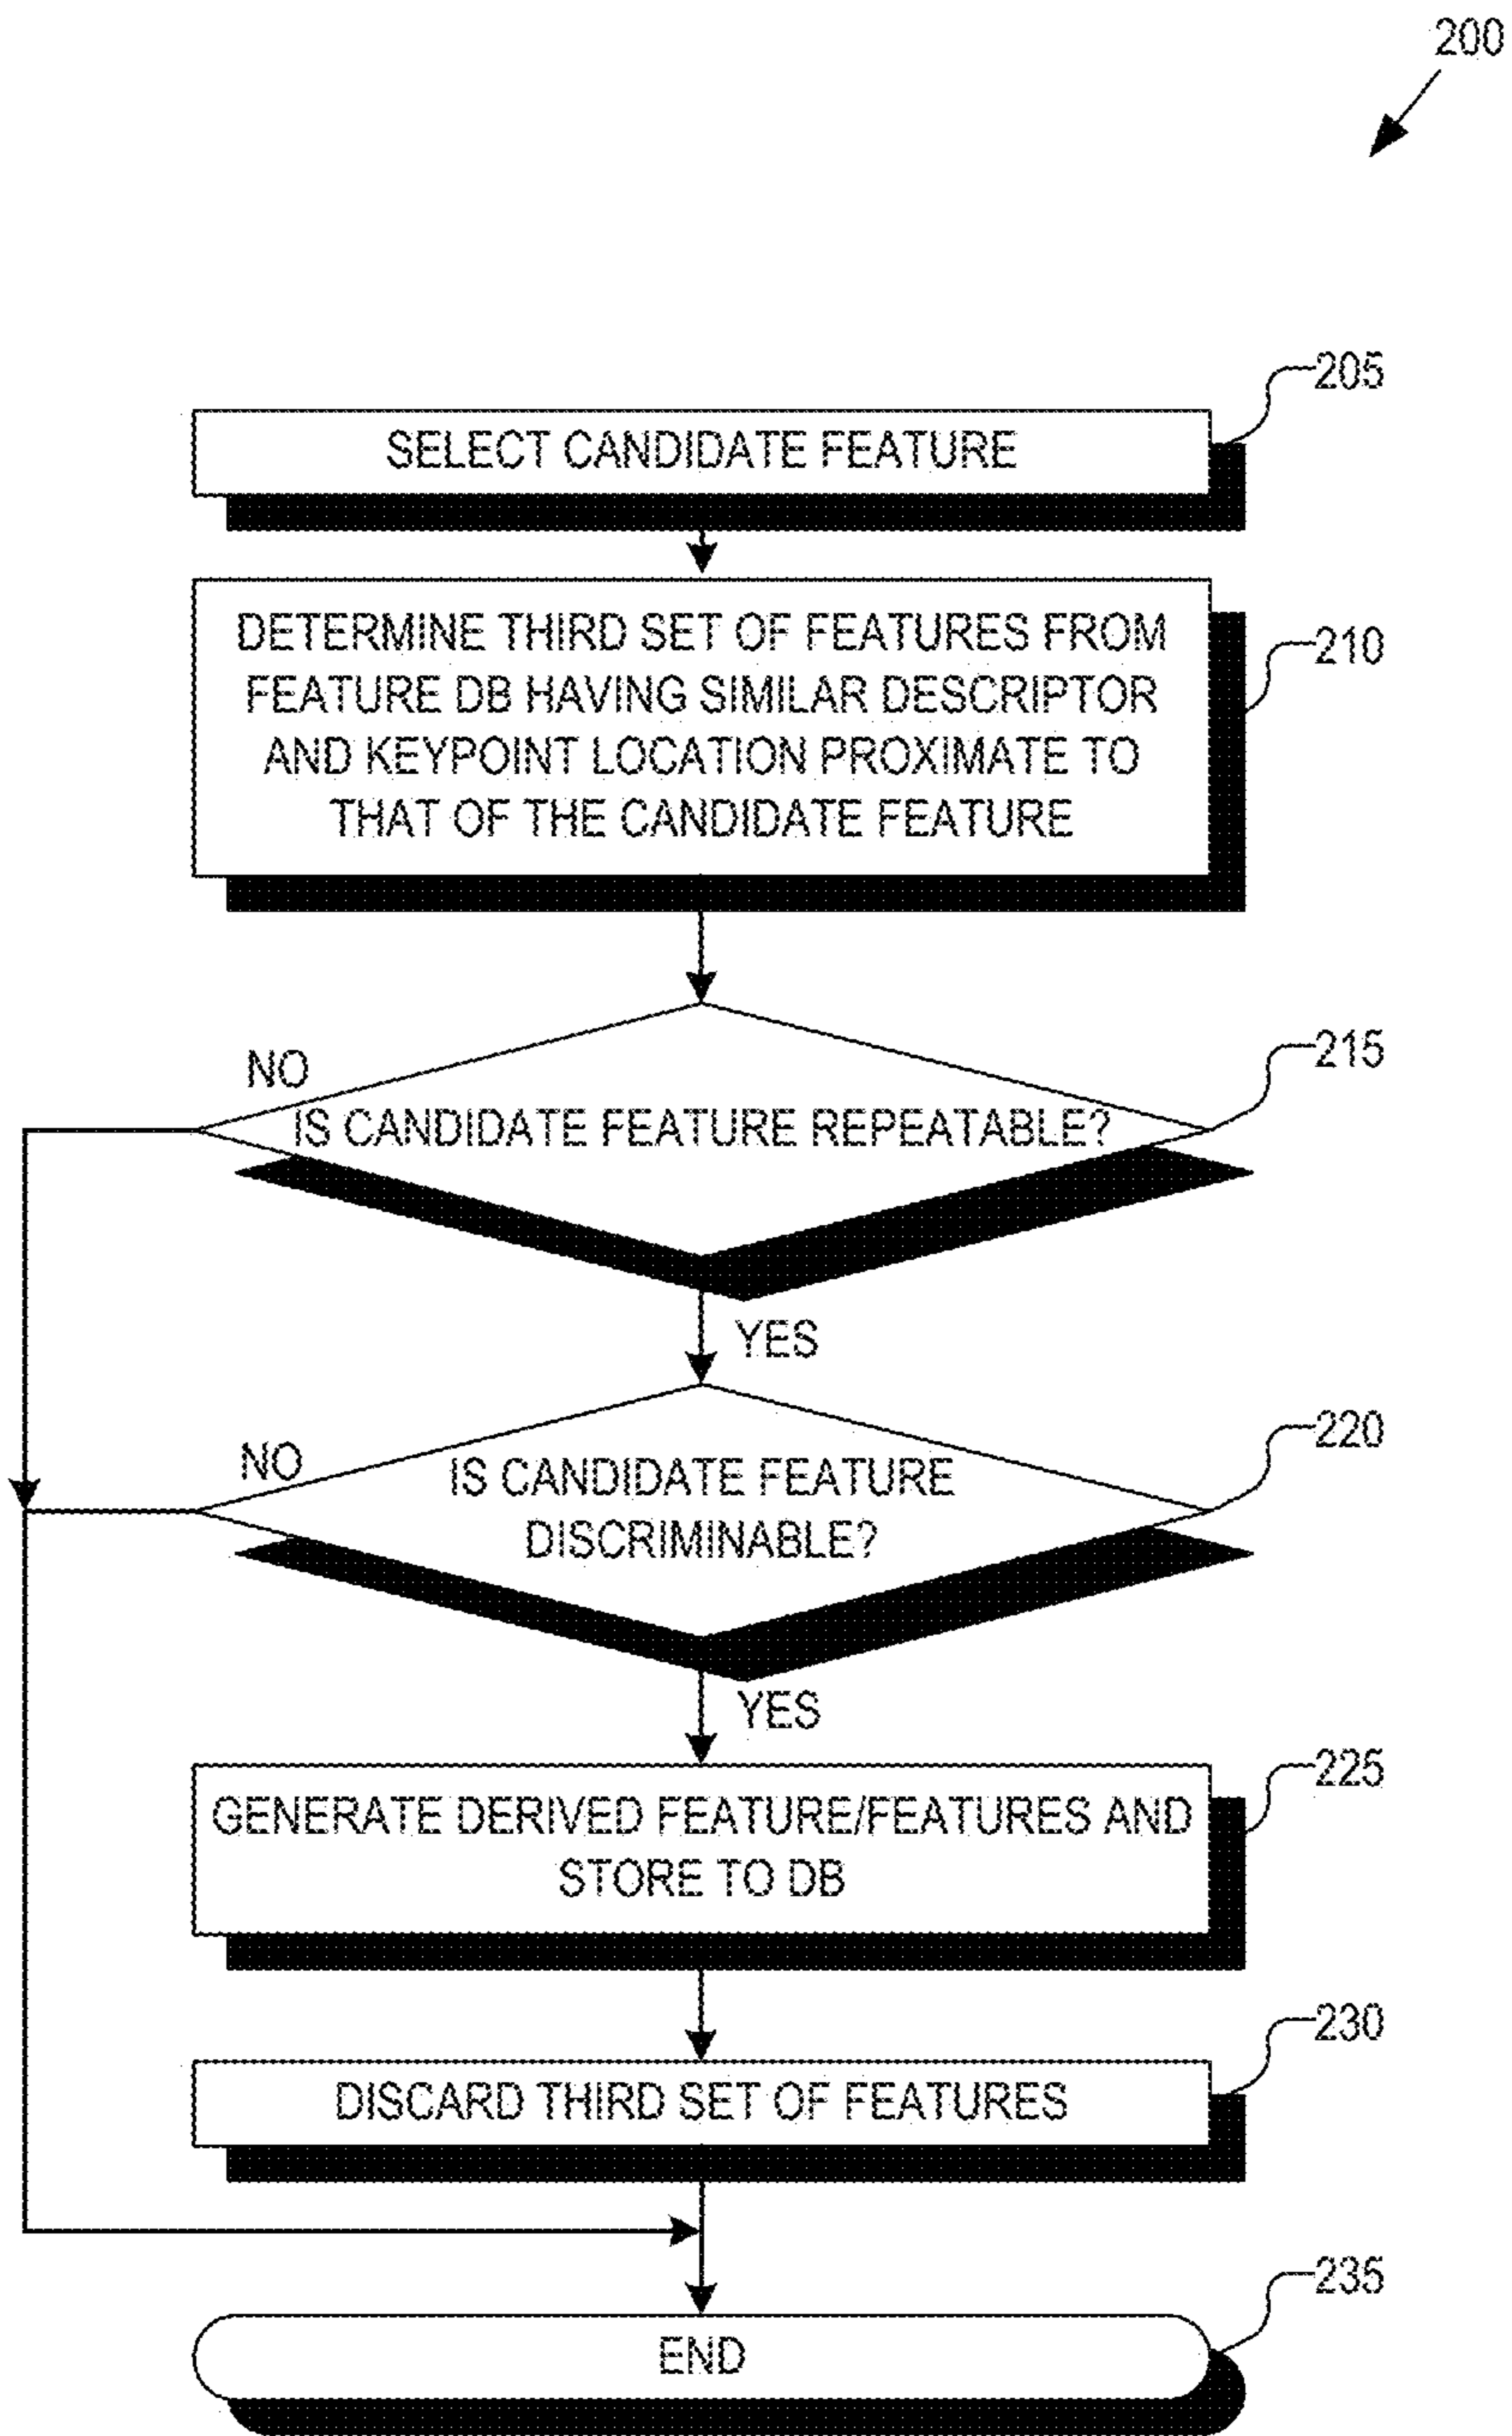 200
205
SELECT CANDIDATE FEATURE
210
DETERMINE THIRD SET OF FEATURES FROM
FEATURE DB HAVING SIMILAR DESCRIPTOR
AND KEYPOINT LOCATION PROXIMATE TO
THAT OF THE CANDIDATE FEATURE
215
NO
IS CANDIDATE FEATURE REPEATABLE?
YES
220
NO
IS CANDIDATE FEATURE
DISCRIMINABLE?
YES
225
GENERATE DERIVED FEATURE/FEATURES AND
STORE TO DB
230
DISCARD THIRD SET OF FEATURES
235
END